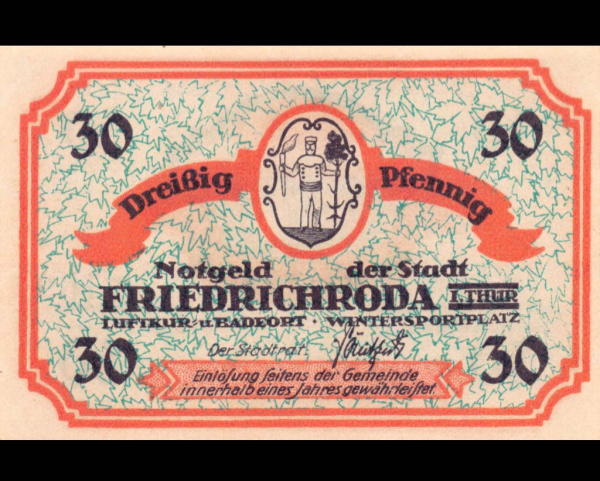 30 30
Dreißig Pfennig
Notgeld der Stadt
FRIEDRICHRODA I. THÜR
LUFTKUR- u. BADEORT · WINTERSPORTPLATZ
Der Stadtrat.
30 30
Einlösung seitens der Gemeinde
innerhalb eines Jahres gewährleistet.